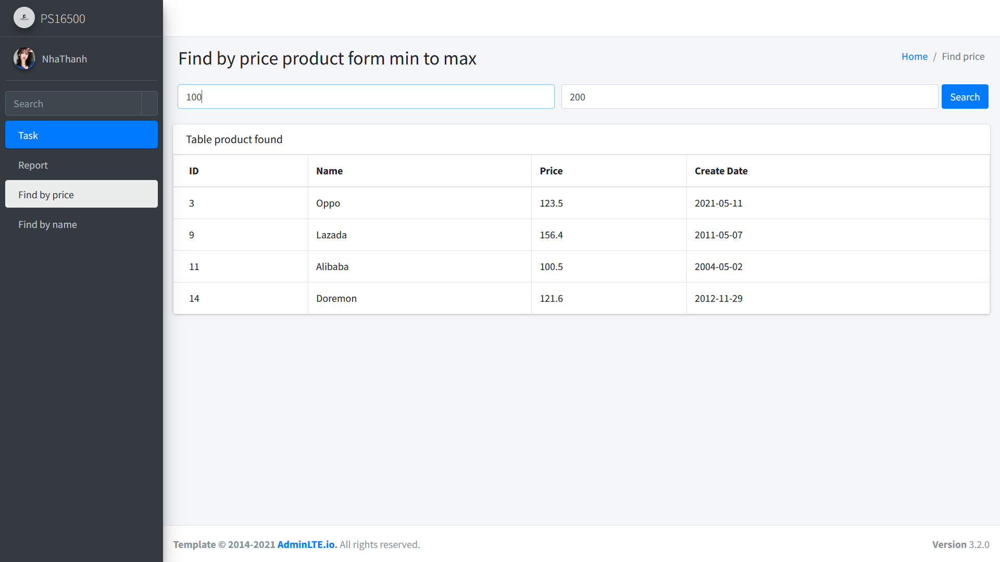 PS16500
NhaThanh
Search
Task
Report
Find by price
Find by name
Find by price product form min to max
Home / Find price
100 200 Search
Table product found
ID Name Price Create Date
3 Oppo 123.5 2021-05-11
9 Lazada 156.4 2011-05-07
11 Alibaba 100.5 2004-05-02
14 Doremon 121.6 2012-11-29
Template © 2014-2021 AdminLTE.io. All rights reserved.
Version 3.2.0